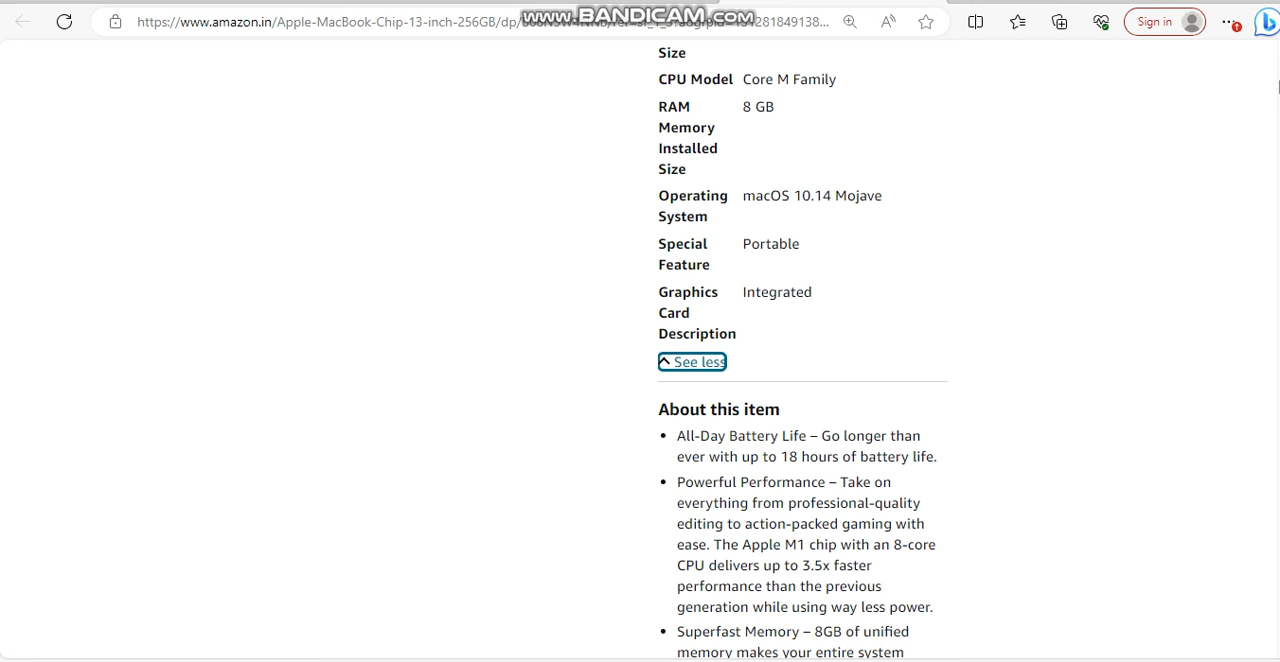 https://www.amazon.in/Apple-MacBook-Chip-13-inch-256GB/dp/
www.BANDICAM.com
Sign in
Size
CPU Model Core M Family
RAM 8 GB
Memory
Installed
Size
Operating macOS 10.14 Mojave
System
Special Portable
Feature
Graphics Integrated
Card
Description
See less
About this item
• All-Day Battery Life – Go longer than
ever with up to 18 hours of battery life.
• Powerful Performance – Take on
everything from professional-quality
editing to action-packed gaming with
ease. The Apple M1 chip with an 8-core
CPU delivers up to 3.5x faster
performance than the previous
generation while using way less power.
• Superfast Memory – 8GB of unified
memory makes your entire system